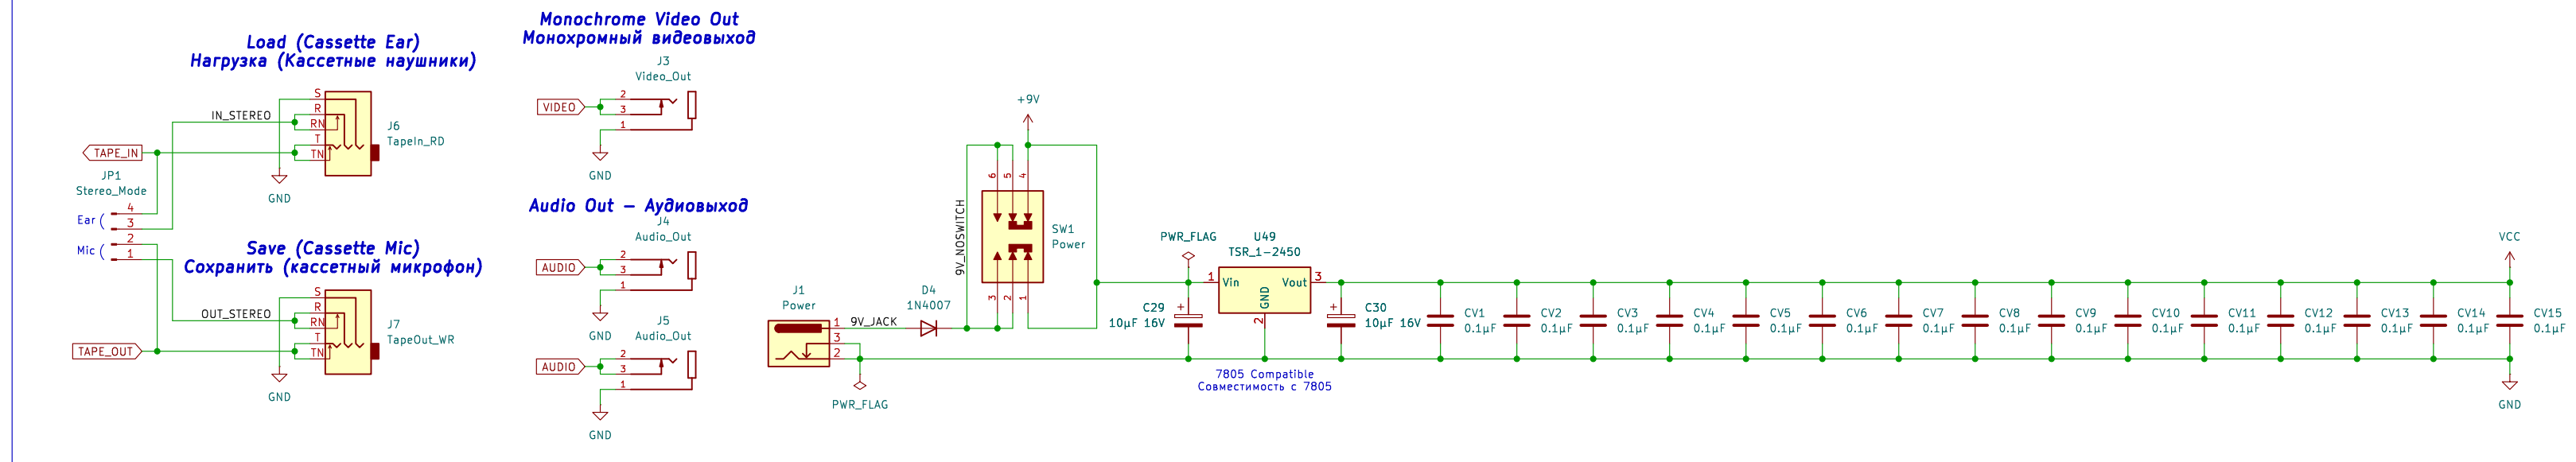 Load (Cassette Ear)
Нагрузка (Кассетные наушники)
S
R
RN
T
TN
IN_STEREO
J6
TapeIn_RD
TAPE_IN
GND
JP1
Stereo_Mode
Ear (
4
3
Mic (
2
1
Save (Cassette Mic)
Сохранить (кассетный микрофон)
S
R
RN
T
TN
OUT_STEREO
J7
TapeOut_WR
TAPE_OUT
GND
Monochrome Video Out
Монохромный видеовыход
J3
Video_Out
VIDEO
2
3
1
GND
Audio Out - Аудиовыход
J4
Audio_Out
AUDIO
2
3
1
GND
J5
Audio_Out
AUDIO
2
3
1
GND
J1
Power
1
3
2
9V_JACK
PWR_FLAG
D4
1N4007
9V_NOSWITCH
+9V
6
5
4
SW1
Power
3
2
1
PWR_FLAG
C29
10µF 16V
U49
TSR_1-2450
1
Vin
Vout
3
GND
2
7805 Compatible
Совместимость с 7805
C30
10µF 16V
CV1
0.1µF
CV2
0.1µF
CV3
0.1µF
CV4
0.1µF
CV5
0.1µF
CV6
0.1µF
CV7
0.1µF
CV8
0.1µF
CV9
0.1µF
CV10
0.1µF
CV11
0.1µF
CV12
0.1µF
CV13
0.1µF
CV14
0.1µF
CV15
0.1µF
VCC
GND